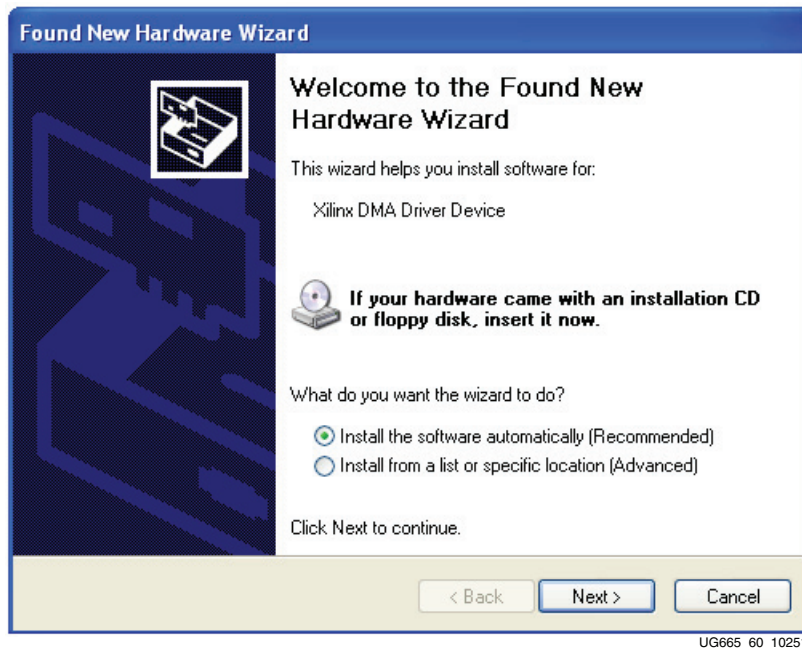 Found New Hardware Wizard
Welcome to the Found New
Hardware Wizard
This wizard helps you install software for:
Xilinx DMA Driver Device
If your hardware came with an installation CD
or floppy disk, insert it now.
What do you want the wizard to do?
Install the software automatically (Recommended)
Install from a list or specific location (Advanced)
Click Next to continue.
< Back
Next >
Cancel
UG665_60_1025